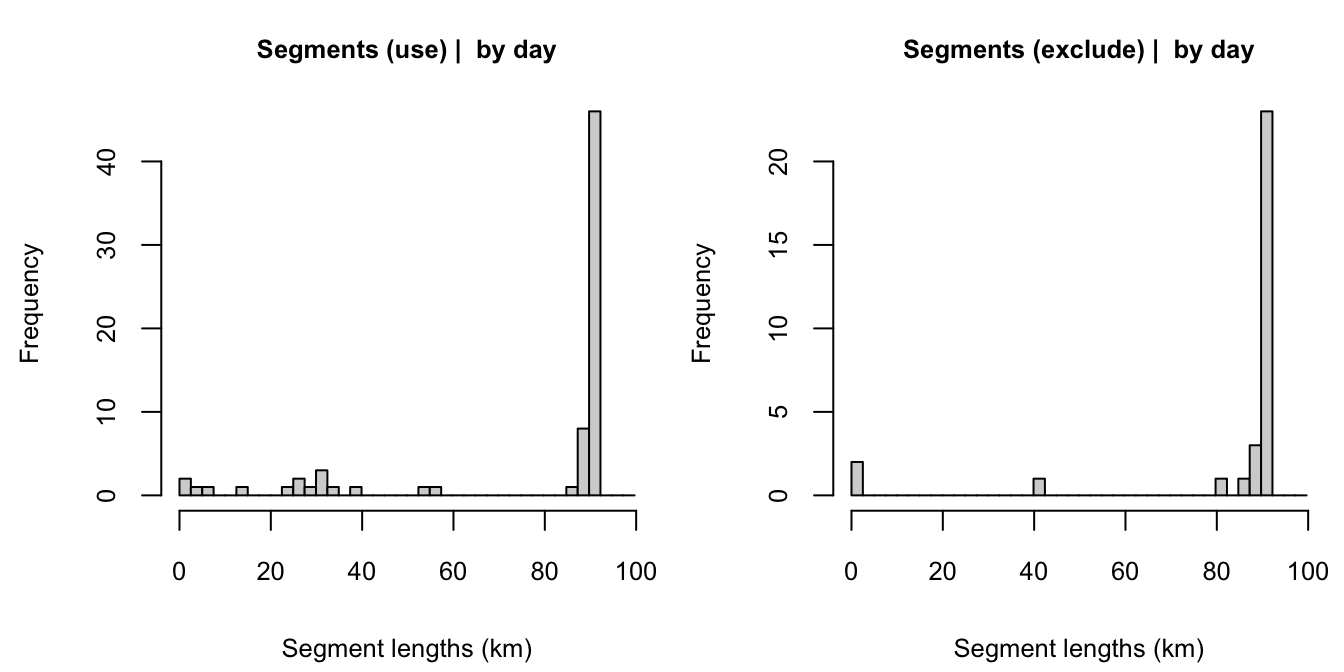 Segments (use) |  by day
Frequency
0
10
20
30
40
0 20 40 60 80 100
Segment lengths (km)
Segments (exclude) |  by day
Frequency
0
5
10
15
20
0 20 40 60 80 100
Segment lengths (km)